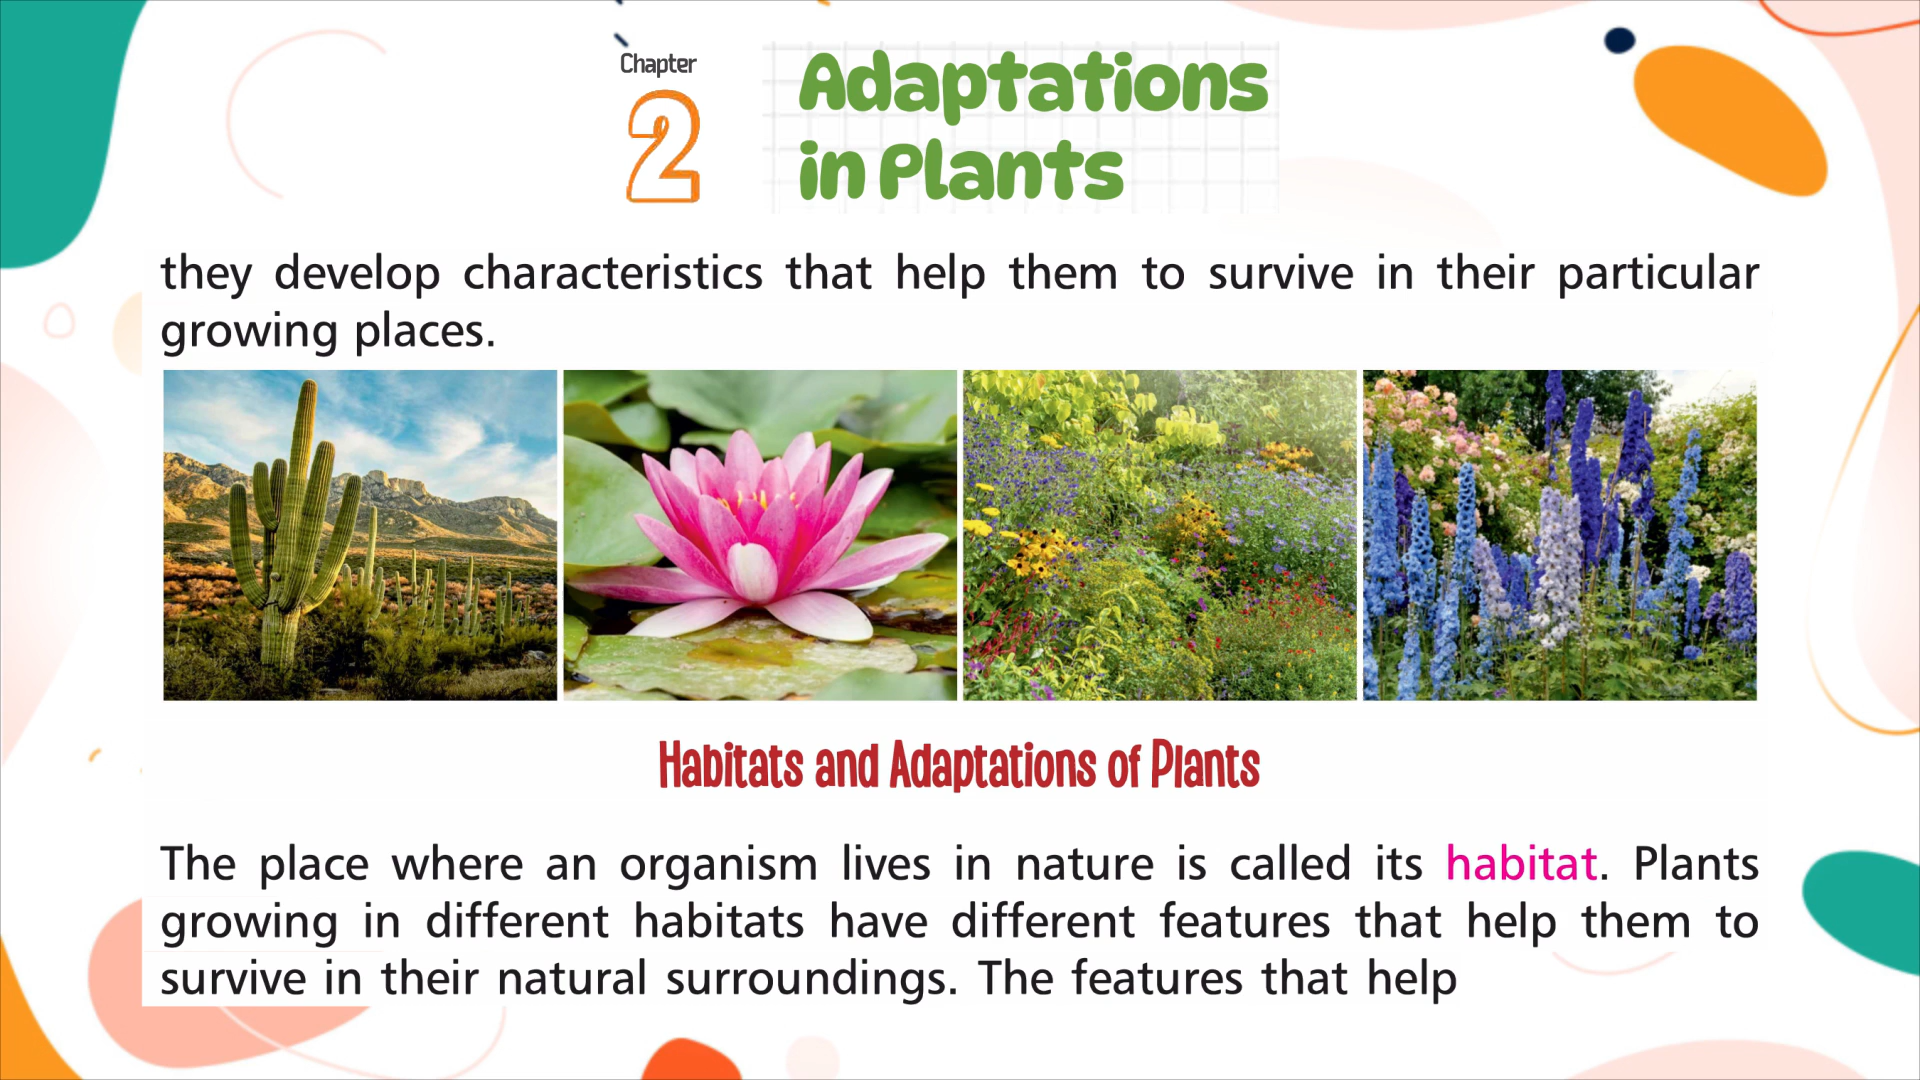 Chapter
2
Adaptations
in Plants
they develop characteristics that help them to survive in their particular
growing places.
Habitats and Adaptations of Plants
The place where an organism lives in nature is called its habitat. Plants
growing in different habitats have different features that help them to
survive in their natural surroundings. The features that help